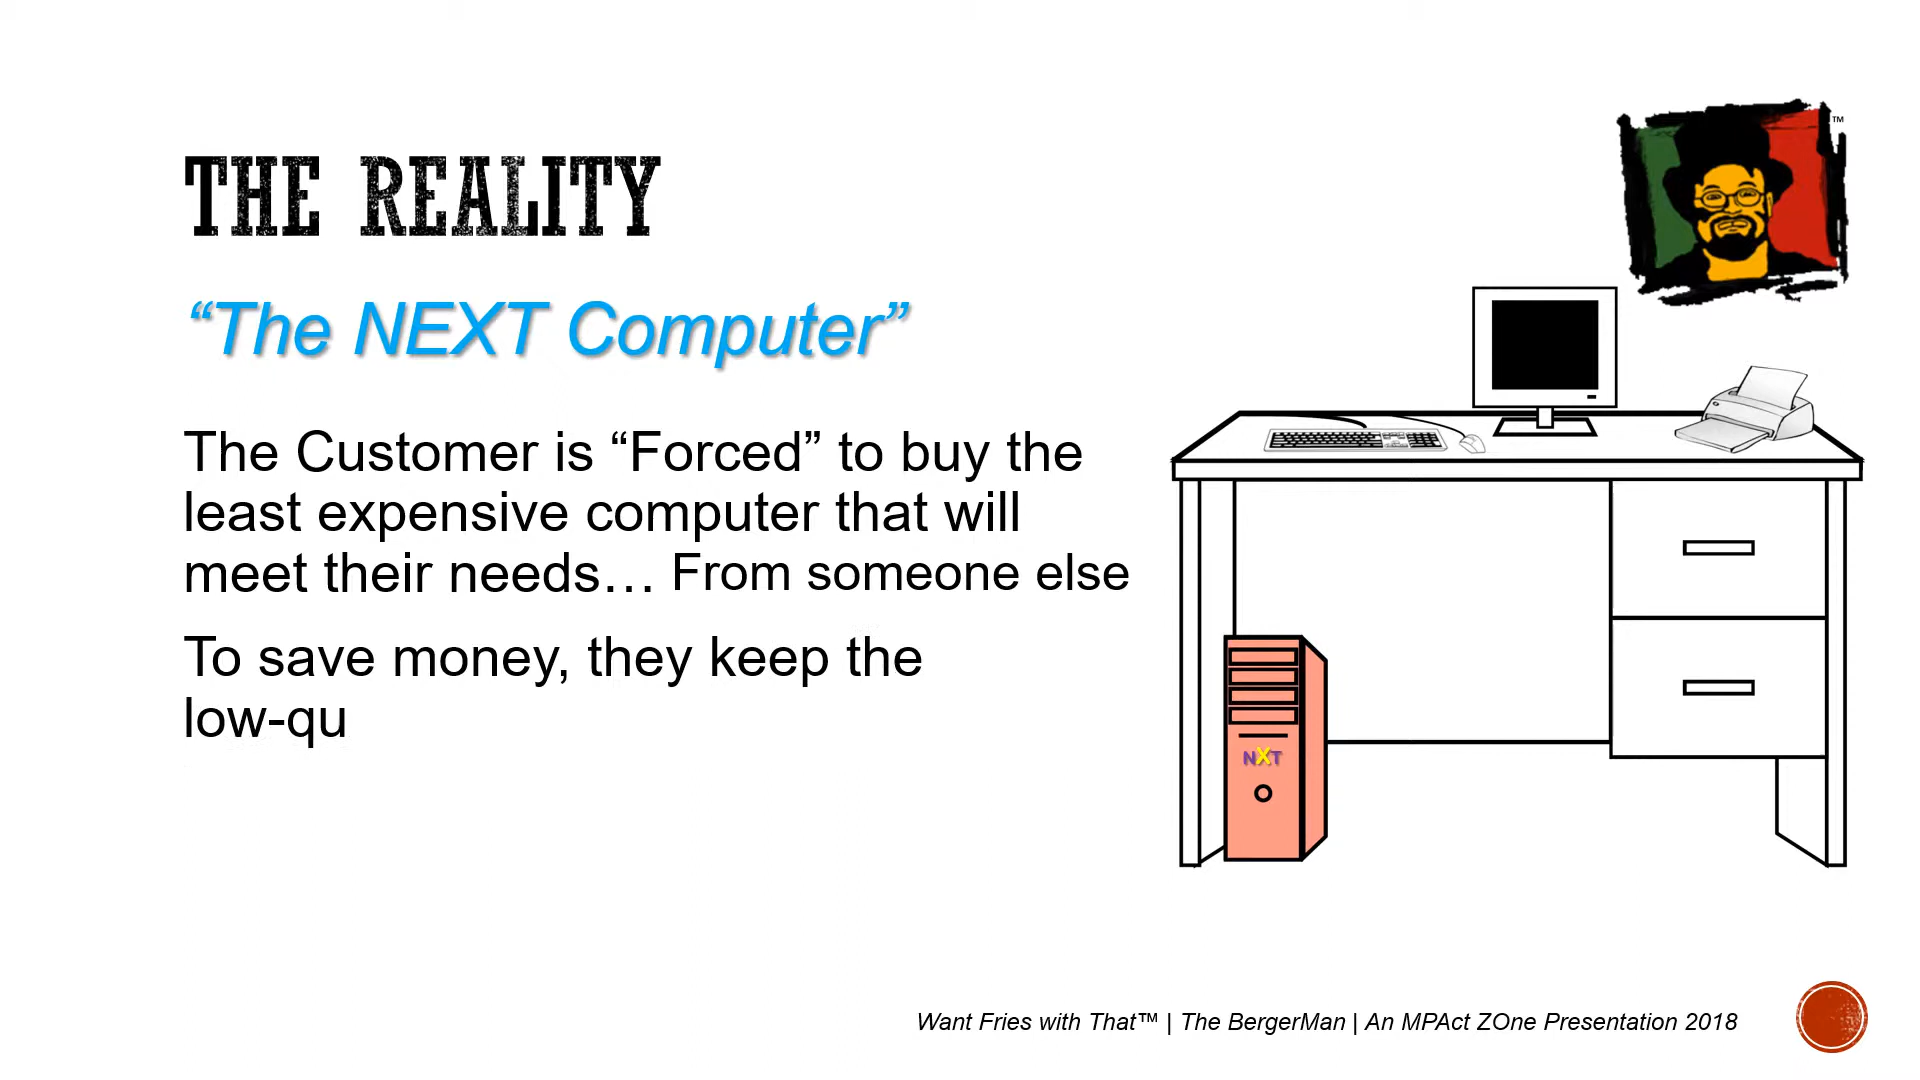 THE REALITY
™
“The NEXT Computer”
The Customer is “Forced” to buy the
least expensive computer that will
meet their needs… From someone else
To save money, they keep the
low-qu
NXT
Want Fries with That™ | The BergerMan | An MPAct ZOne Presentation 2018